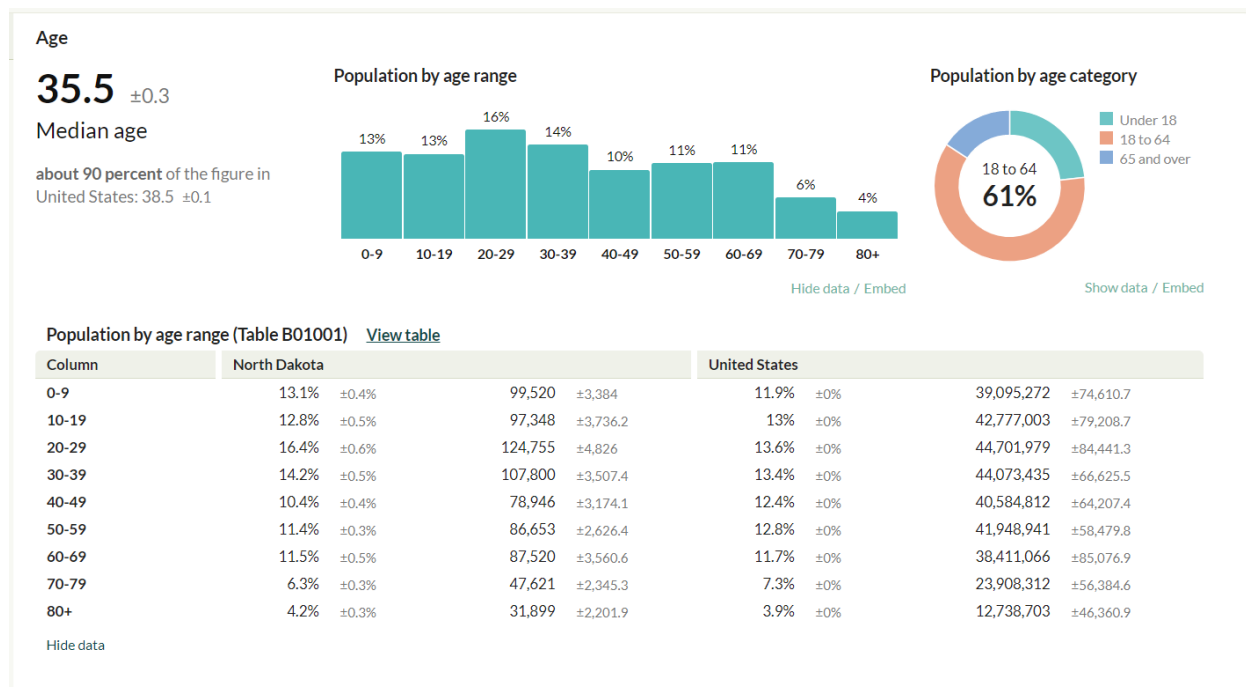 Age
35.5 ±0.3
Median age
about 90 percent of the figure in
United States: 38.5 ±0.1
Population by age range
13% 13% 16% 14% 10% 11% 11% 6% 4%
0-9 10-19 20-29 30-39 40-49 50-59 60-69 70-79 80+
Hide data / Embed
Population by age category
18 to 64
61%
Under 18
18 to 64
65 and over
Show data / Embed
Population by age range (Table B01001) View table
Column North Dakota United States
0-9 13.1% ±0.4% 99,520 ±3,384 11.9% ±0% 39,095,272 ±74,610.7
10-19 12.8% ±0.5% 97,348 ±3,736.2 13% ±0% 42,777,003 ±79,208.7
20-29 16.4% ±0.6% 124,755 ±4,826 13.6% ±0% 44,701,979 ±84,441.3
30-39 14.2% ±0.5% 107,800 ±3,507.4 13.4% ±0% 44,073,435 ±66,625.5
40-49 10.4% ±0.4% 78,946 ±3,174.1 12.4% ±0% 40,584,812 ±64,207.4
50-59 11.4% ±0.3% 86,653 ±2,626.4 12.8% ±0% 41,948,941 ±58,479.8
60-69 11.5% ±0.5% 87,520 ±3,560.6 11.7% ±0% 38,411,066 ±85,076.9
70-79 6.3% ±0.3% 47,621 ±2,345.3 7.3% ±0% 23,908,312 ±56,384.6
80+ 4.2% ±0.3% 31,899 ±2,201.9 3.9% ±0% 12,738,703 ±46,360.9
Hide data